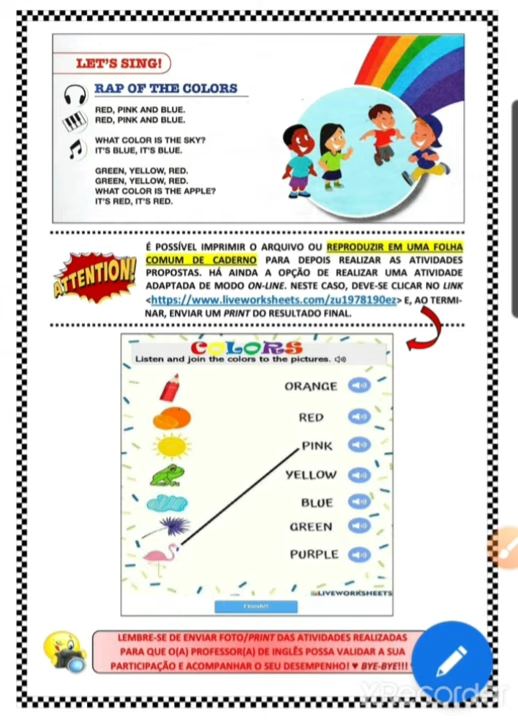 LET'S SING!
RAP OF THE COLORS
RED, PINK AND BLUE.
RED, PINK AND BLUE.
WHAT COLOR IS THE SKY?
IT'S BLUE, IT'S BLUE.
GREEN, YELLOW, RED.
GREEN, YELLOW, RED.
WHAT COLOR IS THE APPLE?
IT'S RED, IT'S RED.
ATTENTION!
É POSSÍVEL IMPRIMIR O ARQUIVO OU REPRODUZIR EM UMA FOLHA
COMUM DE CADERNO PARA DEPOIS REALIZAR AS ATIVIDADES
PROPOSTAS. HÁ AINDA A OPÇÃO DE REALIZAR UMA ATIVIDADE
ADAPTADA DE MODO ON-LINE. NESTE CASO, DEVE-SE CLICAR NO LINK
<https://www.liveworksheets.com/zu1978190ez> E, AO TERMI-
NAR, ENVIAR UM PRINT DO RESULTADO FINAL.
COLORS
Listen and join the colors to the pictures.
ORANGE
RED
PINK
YELLOW
BLUE
GREEN
PURPLE
LIVEWORKSHEETS
Finish!!
LEMBRE-SE DE ENVIAR FOTO/PRINT DAS ATIVIDADES REALIZADAS
PARA QUE O(A) PROFESSOR(A) DE INGLÊS POSSA VALIDAR A SUA
PARTICIPAÇÃO E ACOMPANHAR O SEU DESEMPENHO! ♥ BYE-BYE!!!
XRecorder